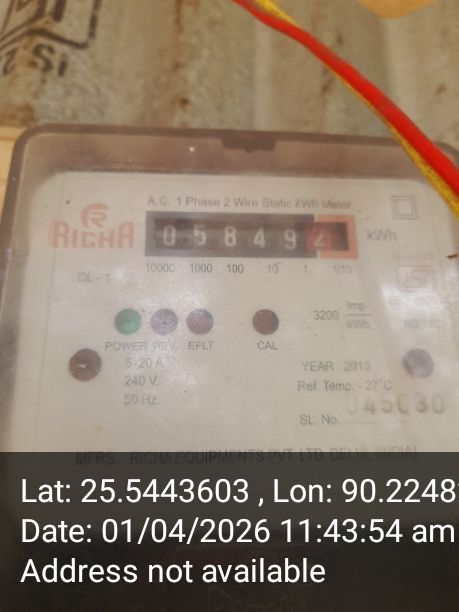 A.C. 1 Phase 2 Wire Static kWh Meter
RICHA
0 5 8 4 9 2 kWh
10000 1000 100 10 1 1/10
CL-1
3200 Imp
kWh
POWER REV. EFLT CAL
5-20 A
240 V.
50 Hz.
YEARS : 2013
Ref. Temp. - 27°C
SL. No.
MFRS. : RICHA EQUIPMENTS PVT. LTD. DELHI (INDIA)
Lat: 25.5443603 , Lon: 90.2248
Date: 01/04/2026 11:43:54 am
Address not available